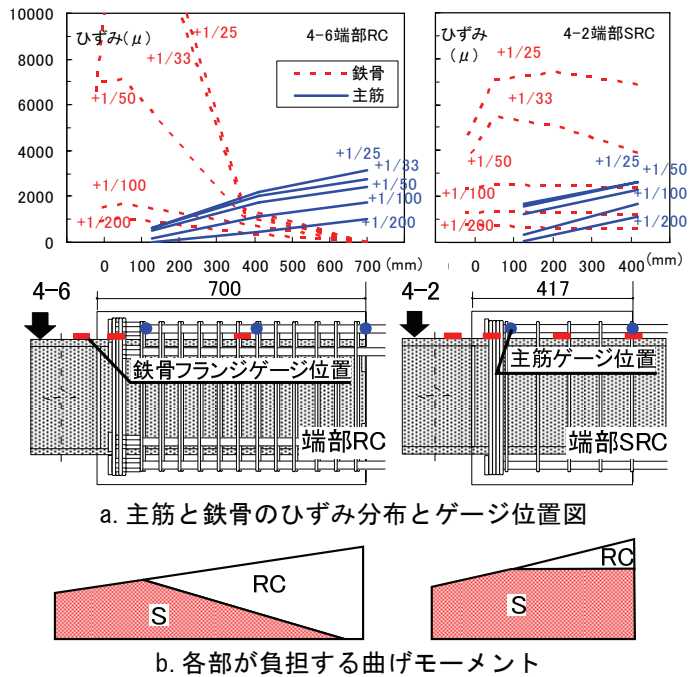 10000
8000
6000
4000
2000
0
ひずみ(μ)
+1/25
+1/33
+1/50
+1/100
+1/200
4-6端部RC
鉄骨
主筋
+1/25
+1/33
+1/50
+1/100
+1/200
0 100 200 300 400 500 600 700 (mm)
ひずみ
(μ)
4-2端部SRC
+1/25
+1/33
+1/50
+1/100
+1/200
+1/25
+1/50
+1/100
+1/200
0 100 200 300 400 (mm)
4-6
700
鉄骨フランジゲージ位置
端部RC
4-2
417
主筋ゲージ位置
端部SRC
a. 主筋と鉄骨のひずみ分布とゲージ位置図
RC
S
RC
S
b. 各部が負担する曲げモーメント